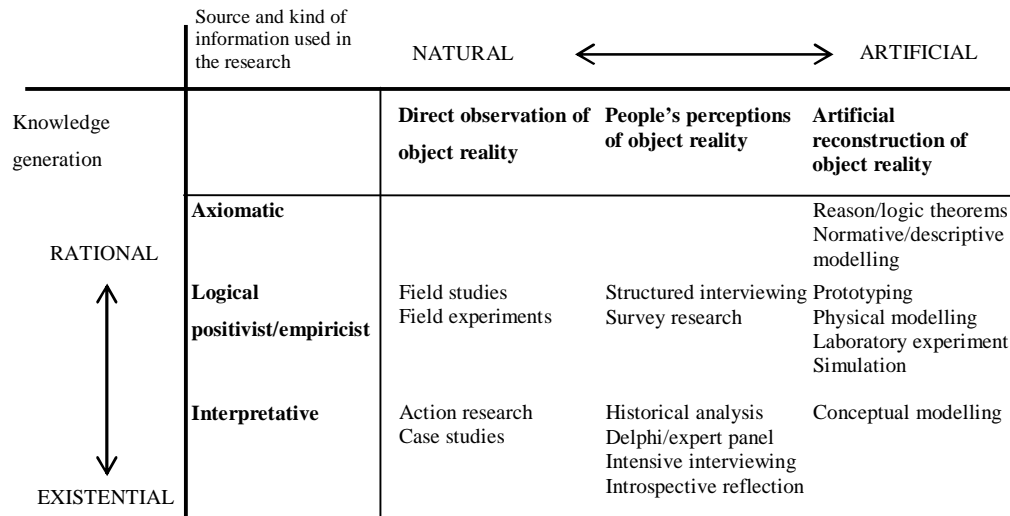 Source and kind of
information used in
the research
NATURAL
ARTIFICIAL
Knowledge
generation
Direct observation of
object reality
People's perceptions
of object reality
Artificial
reconstruction of
object reality
RATIONAL
EXISTENTIAL
Axiomatic
Reason/logic theorems
Normative/descriptive
modelling
Logical
positivist/empiricist
Field studies
Field experiments
Structured interviewing
Survey research
Prototyping
Physical modelling
Laboratory experiment
Simulation
Interpretative
Action research
Case studies
Historical analysis
Delphi/expert panel
Intensive interviewing
Introspective reflection
Conceptual modelling